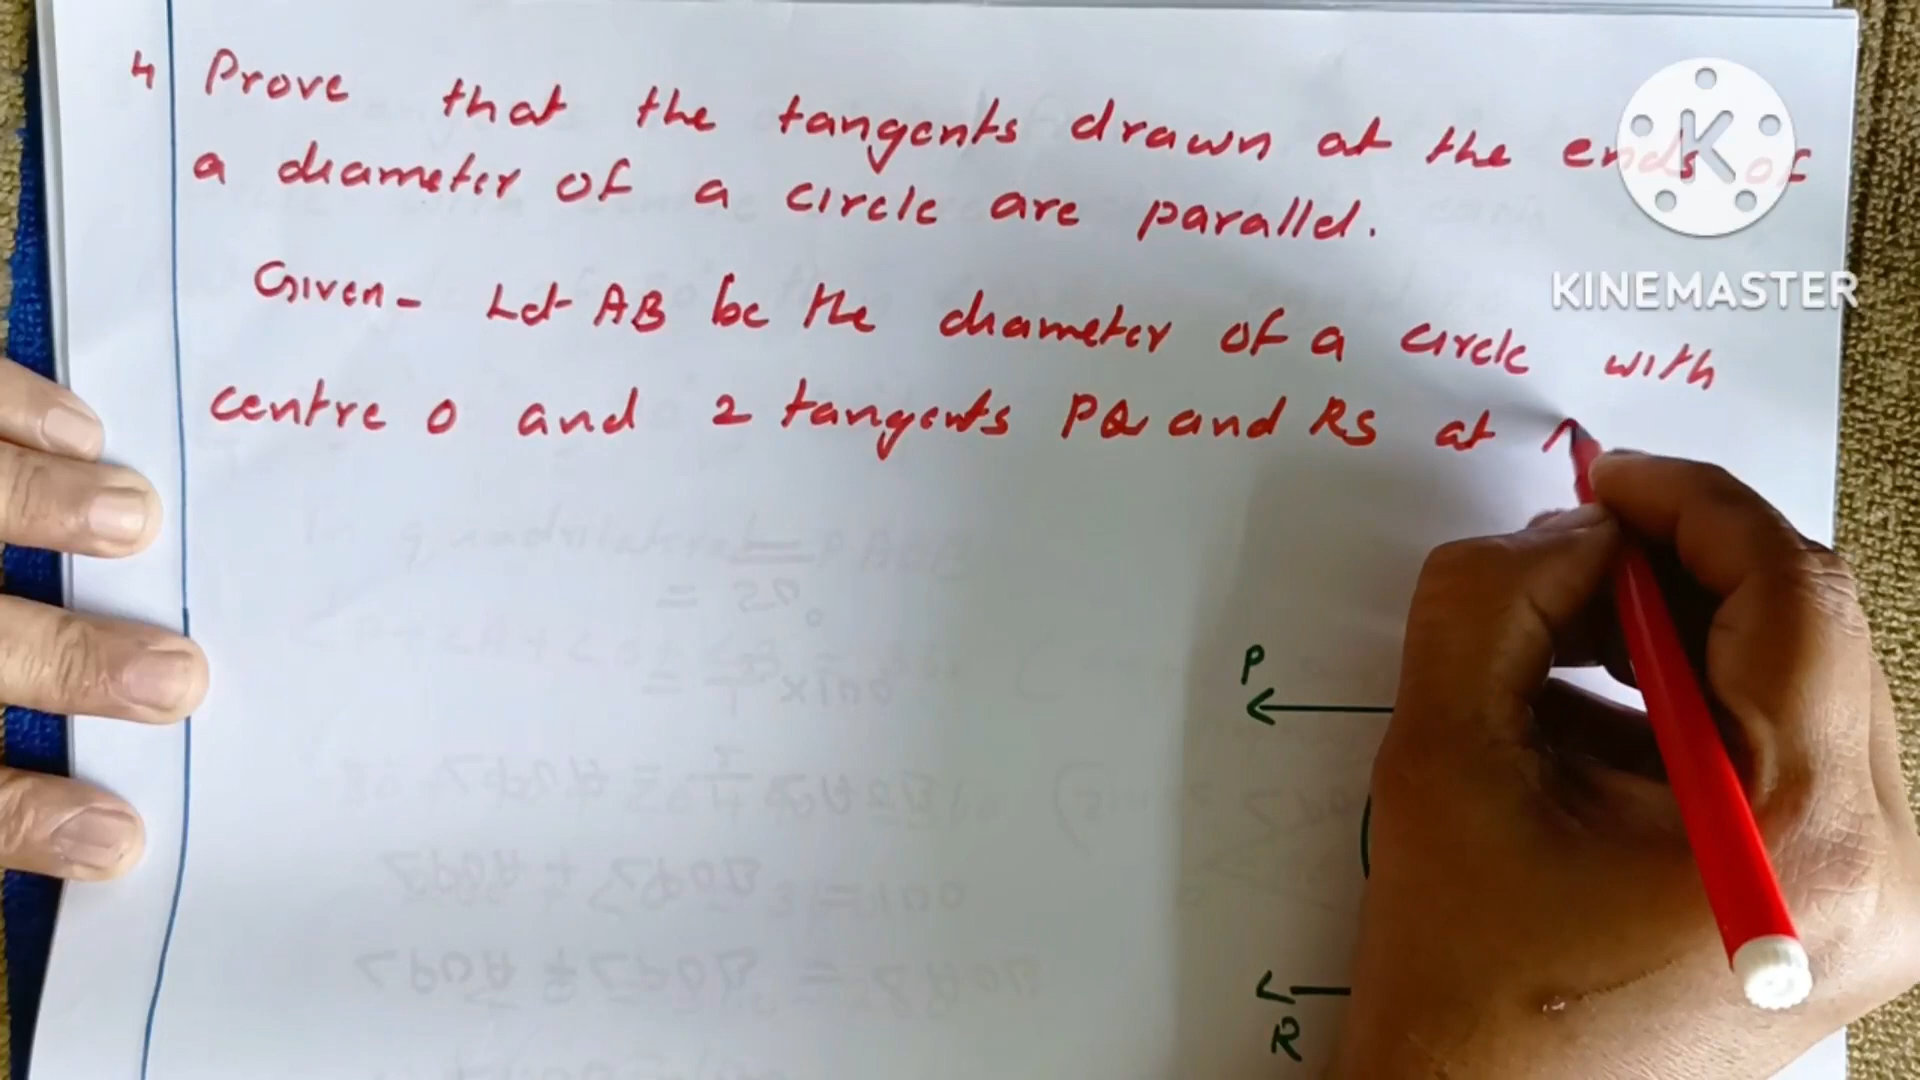 4 Prove that the tangents drawn at the ends of
a diameter of a circle are parallel.
Given - Let AB be the diameter of a circle with
centre O and 2 tangents PQ and RS at
P
R
K
KINEMASTER